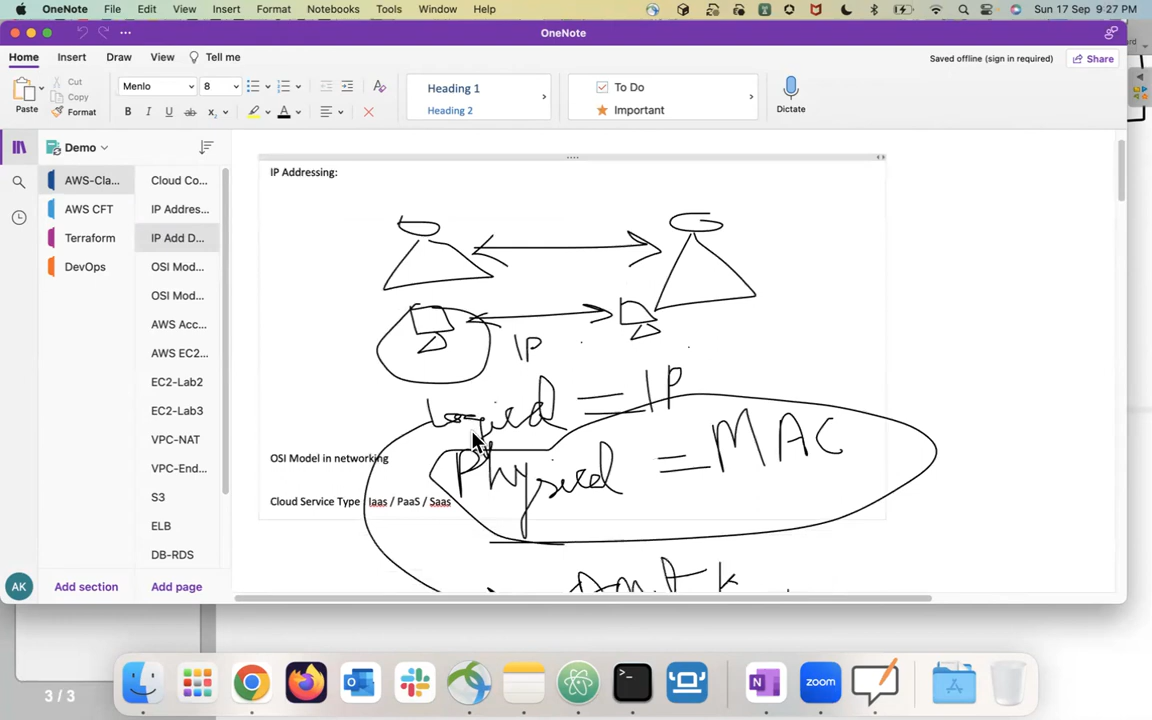 OneNote File Edit View Insert Format Notebooks Tools Window Help Sun 17 Sep 9:27 PM
OneNote
Home Insert Draw View Tell me Saved offline (sign in required) Share
Paste Cut Copy Format
Menlo 8
B I U ab X₂ A
Heading 1
Heading 2
To Do
Important
Dictate
Demo
AWS-Cla...
AWS CFT
Terraform
DevOps
Cloud Co...
IP Addres...
IP Add D...
OSI Mod...
OSI Mod...
AWS Acc...
AWS EC2...
EC2-Lab2
EC2-Lab3
VPC-NAT
VPC-End...
S3
ELB
DB-RDS
AK Add section Add page
IP Addressing:
IP
Logical = IP
Physical = MAC
OSI Model in networking
Cloud Service Type Iaas / PaaS / Saas
3 / 3
zoom